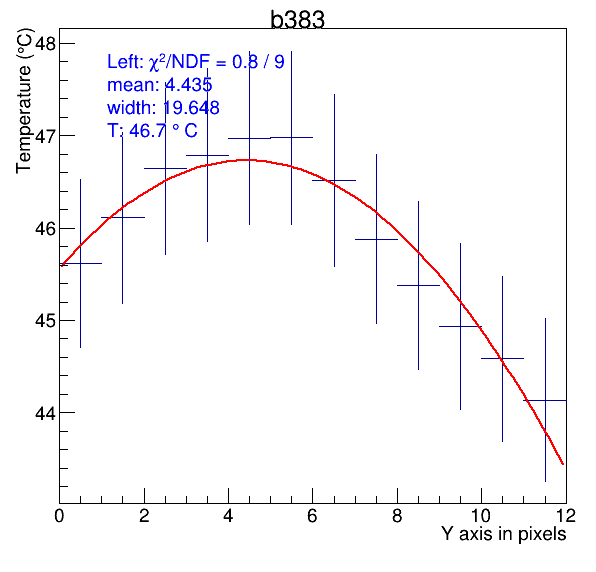 b383
Temperature (°C)
Left: χ²/NDF = 0.8 / 9
mean: 4.435
width: 19.648
T: 46.7 ° C
48
47
46
45
44
0 2 4 6 8 10 12
Y axis in pixels